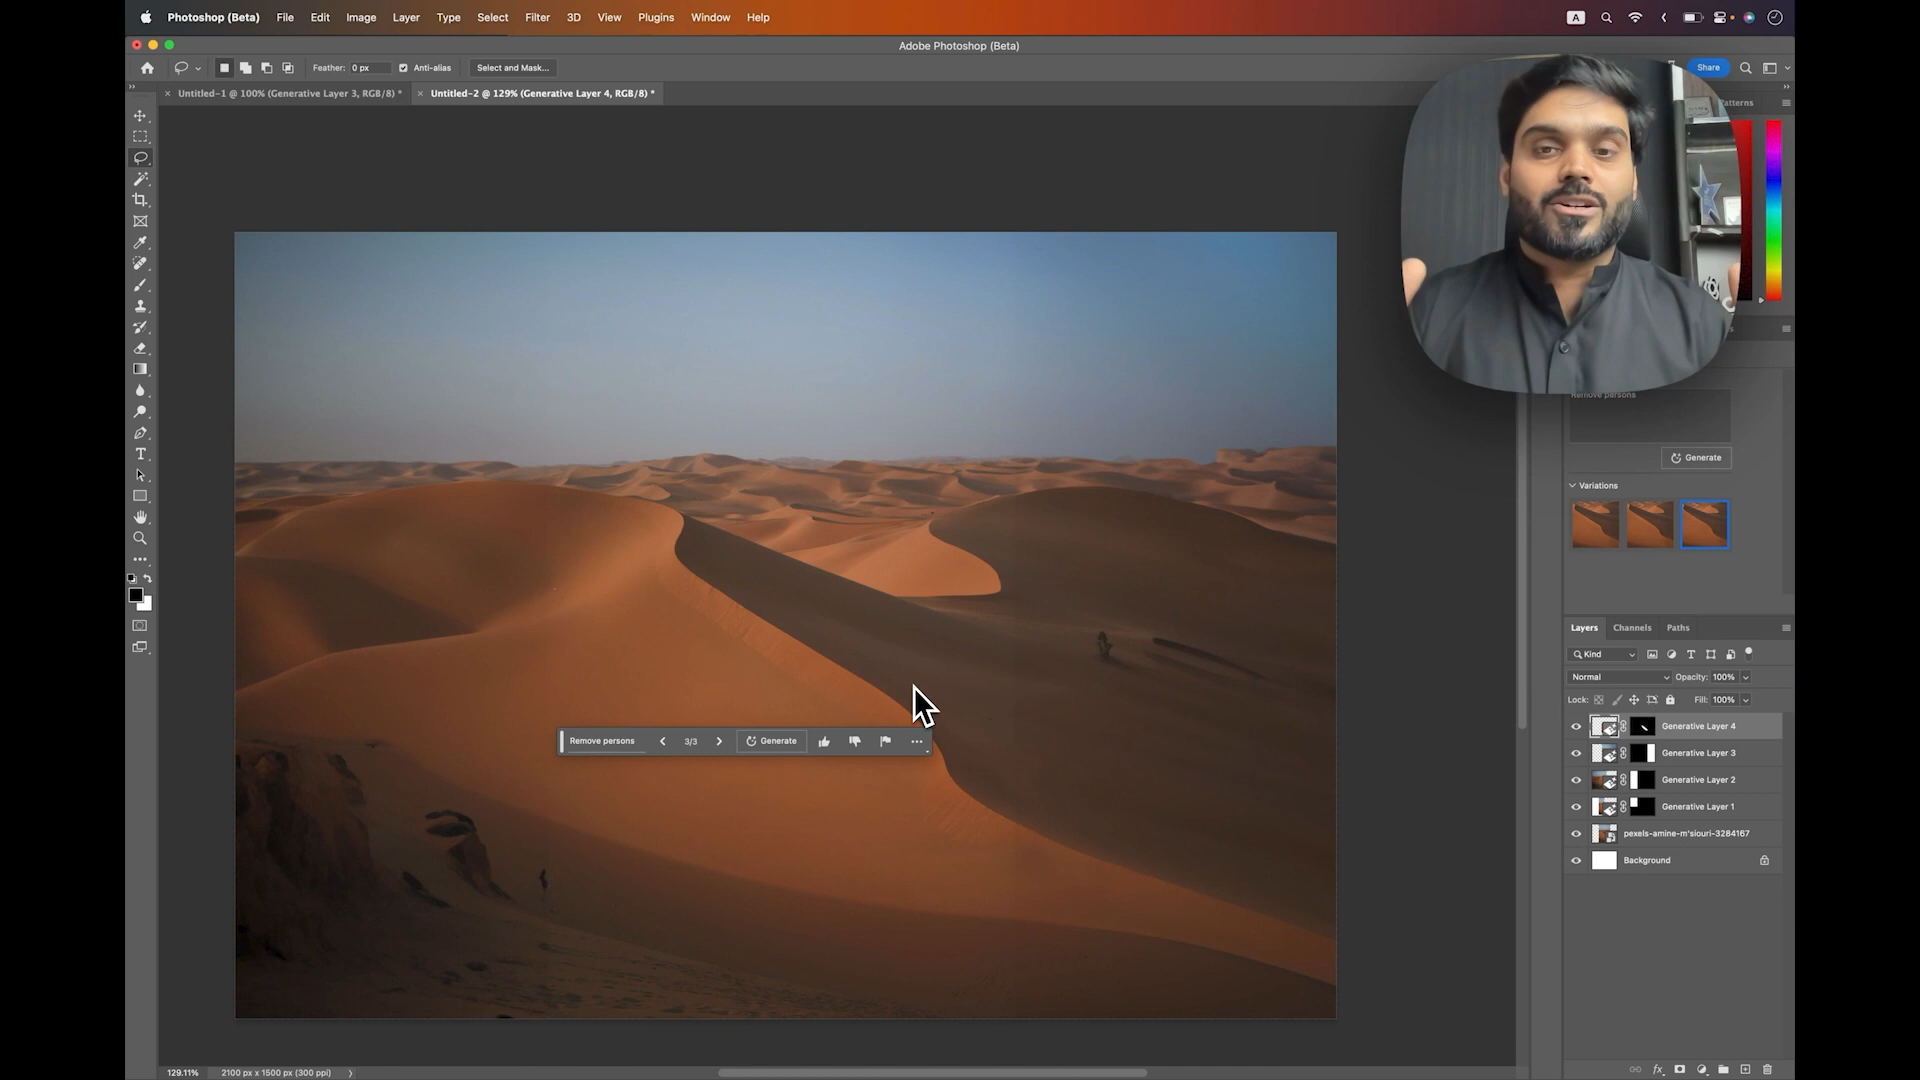 Photoshop (Beta) File Edit Image Layer Type Select Filter 3D View Plugins Window Help A
Adobe Photoshop (Beta)
Feather: 0 px Anti-alias Select and Mask... Share
Untitled-1 @ 100% (Generative Layer 3, RGB/8) * Untitled-2 @ 129% (Generative Layer 4, RGB/8) *
Patterns
Remove persons
Generate
Variations
Layers Channels Paths
Kind
Normal Opacity: 100%
Lock: Fill: 100%
Generative Layer 4
Generative Layer 3
Generative Layer 2
Generative Layer 1
pexels-amine-m'siouri-3284167
Background
Remove persons 3/3 Generate
129.11% 2100 px x 1500 px (300 ppi)